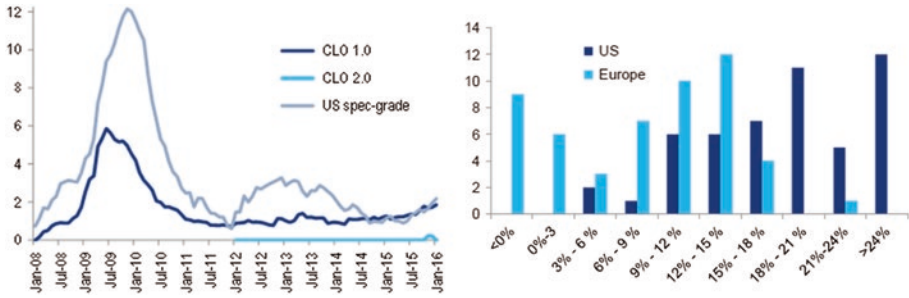 12
10
8
6
4
2
0
CLO 1.0
CLO 2.0
US spec-grade
Jan-08
Jul-08
Jan-09
Jul-09
Jan-10
Jul-10
Jan-11
Jul-11
Jan-12
Jul-12
Jan-13
Jul-13
Jan-14
Jul-14
Jan-15
Jul-15
Jan-16
14
12
10
8
6
4
2
0
US
Europe
<0%
0%-3
3% - 6 %
6% - 9 %
9% - 12 %
12% - 15 %
15% - 18 %
18% - 21 %
21%-24%
>24%